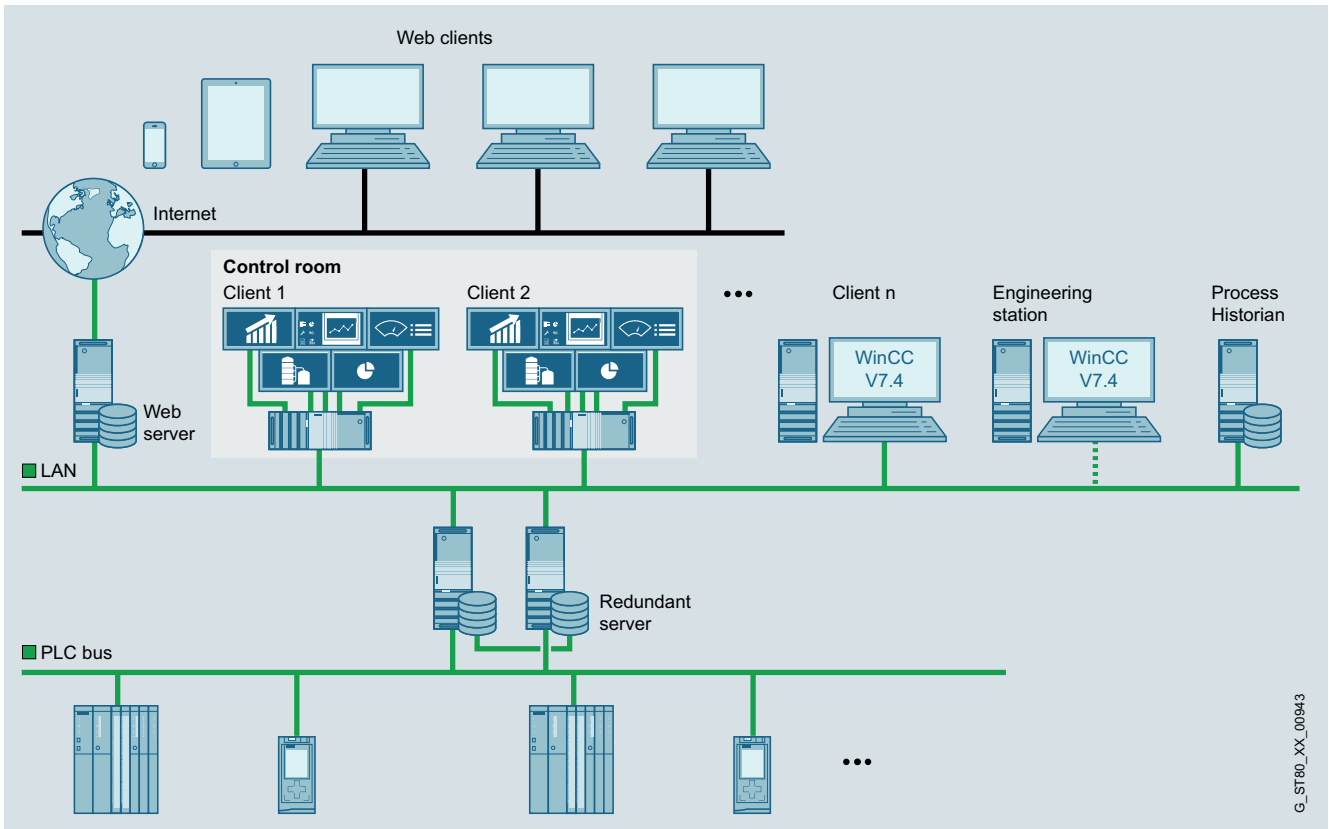 Web clients
Internet
Control room
Client 1
Client 2
Client n
Engineering
station
Process
Historian
WinCC
V7.4
WinCC
V7.4
Web
server
LAN
Redundant
server
PLC bus
G_ST80_XX_00943